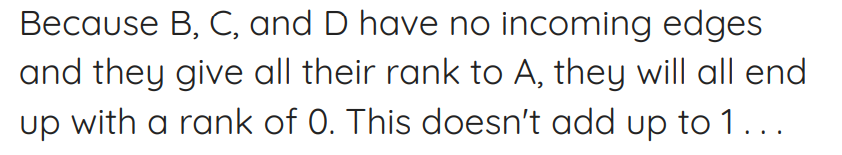 Because B, C, and D have no incoming edges
and they give all their rank to A, they will all end
up with a rank of 0. This doesn't add up to 1 . . .